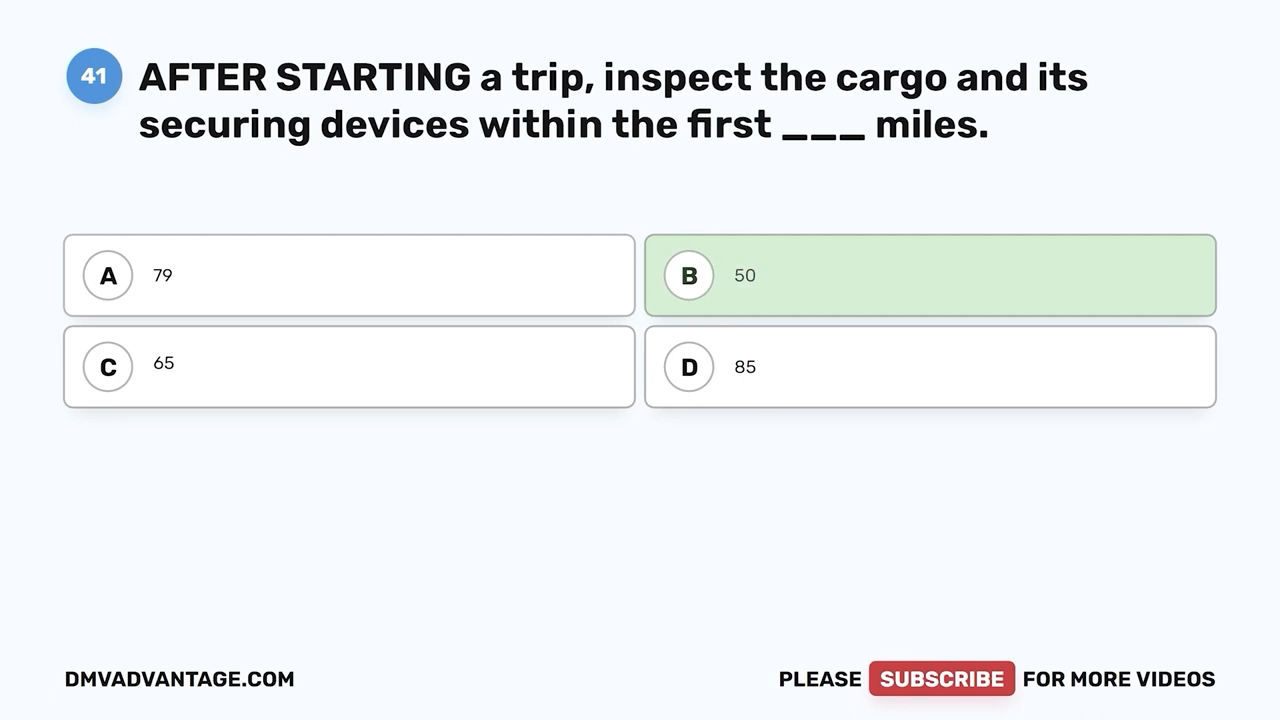 41
AFTER STARTING a trip, inspect the cargo and its
securing devices within the first ___ miles.
A 79
B 50
C 65
D 85
DMVADVANTAGE.COM
PLEASE SUBSCRIBE FOR MORE VIDEOS